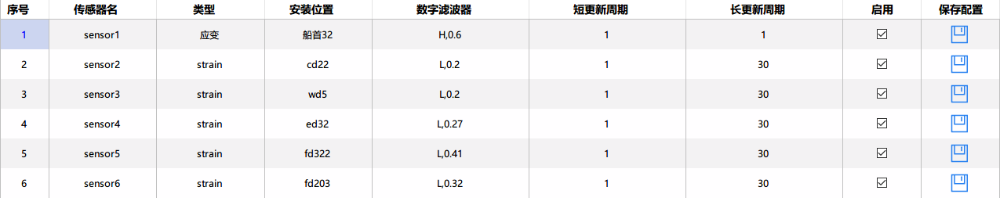 序号 传感器名 类型 安装位置 数字滤波器 短更新周期 长更新周期 启用 保存配置
1 sensor1 应变 船首32 H,0.6 1 1
2 sensor2 strain cd22 L,0.2 1 30
3 sensor3 strain wd5 L,0.2 1 30
4 sensor4 strain ed32 L,0.27 1 30
5 sensor5 strain fd322 L,0.41 1 30
6 sensor6 strain fd203 L,0.32 1 30